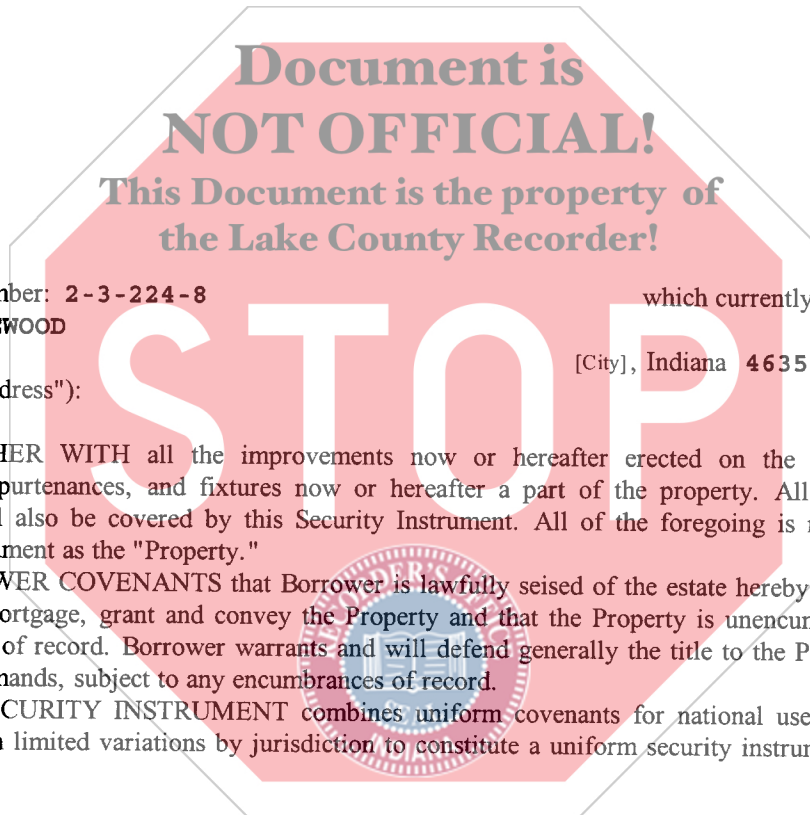 Document is
NOT OFFICIAL!
This Document is the property of
the Lake County Recorder!
nber: 2-3-224-8 which currently
WOOD
[City], Indiana 4635
dress"):
STOP
HER WITH all the improvements now or hereafter erected on the
purtenances, and fixtures now or hereafter a part of the property. All
l also be covered by this Security Instrument. All of the foregoing is
ment as the "Property."
WER COVENANTS that Borrower is lawfully seised of the estate hereby
ortgage, grant and convey the Property and that the Property is unencum
of record. Borrower warrants and will defend generally the title to the P
nands, subject to any encumbrances of record.
CURITY INSTRUMENT combines uniform covenants for national use
limited variations by jurisdiction to constitute a uniform security instrum
RECORDER'S OFFIC
SEAL
INDIANA